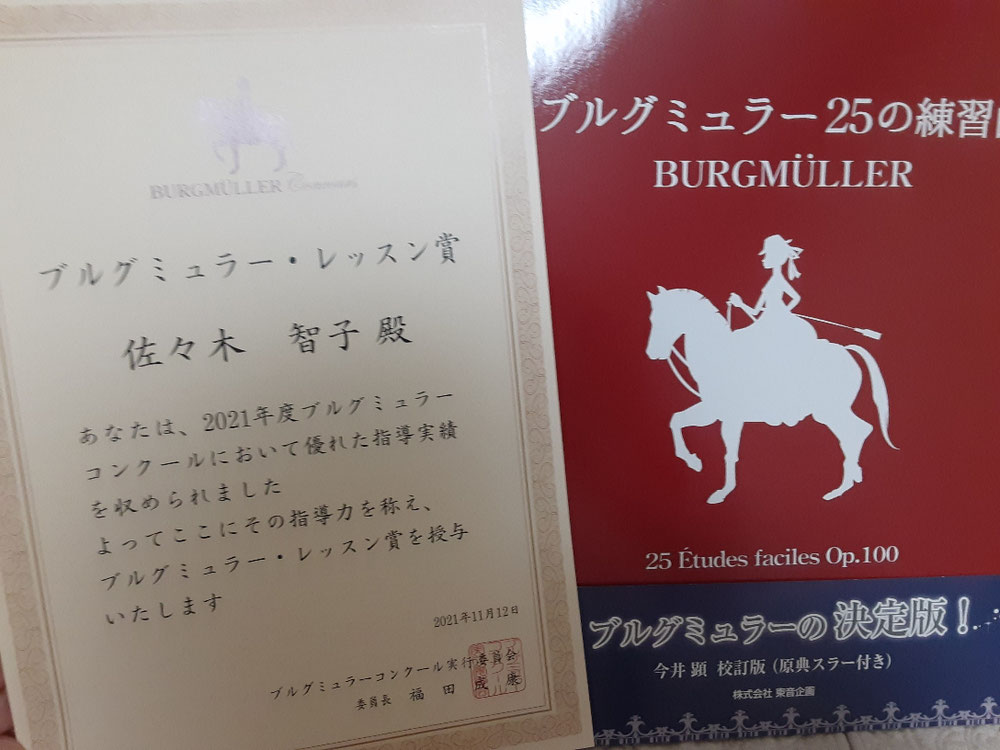 BURGMÜLLER Concours
ブルグミュラー・レッスン賞
佐々木　智子 殿
あなたは、2021年度ブルグミュラー
コンクールにおいて優れた指導実績
を収められました
よってここにその指導力を称え、
ブルグミュラー・レッスン賞を授与
いたします
2021年11月12日
ブルグミュラーコンクール実行委員会
委員長　福田 成康
ブルグミュラー25の練習
BURGMÜLLER
25 Études faciles Op.100
ブルグミュラーの 決定版！
今井 顕 校訂版（原典スラー付き）
株式会社 東音企画